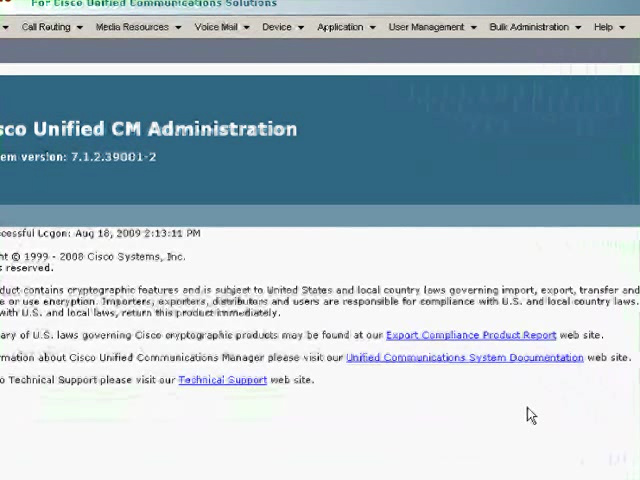 For Cisco Unified Communications Solutions
Call Routing Media Resources Voice Mail Device Application User Management Bulk Administration Help
sco Unified CM Administration
em version: 7.1.2.39001-2
cessful Logon: Aug 18, 2009 2:13:11 PM
ht © 1999 - 2008 Cisco Systems, Inc.
s reserved.
duct contains cryptographic features and is subject to United States and local country laws governing import, export, transfer and
e or use encryption. Importers, exporters, distributors and users are responsible for compliance with U.S. and local country laws.
with U.S. and local laws, return this product immediately.
ary of U.S. laws governing Cisco cryptographic products may be found at our Export Compliance Product Report web site.
rmation about Cisco Unified Communications Manager please visit our Unified Communications System Documentation web site.
o Technical Support please visit our Technical Support web site.